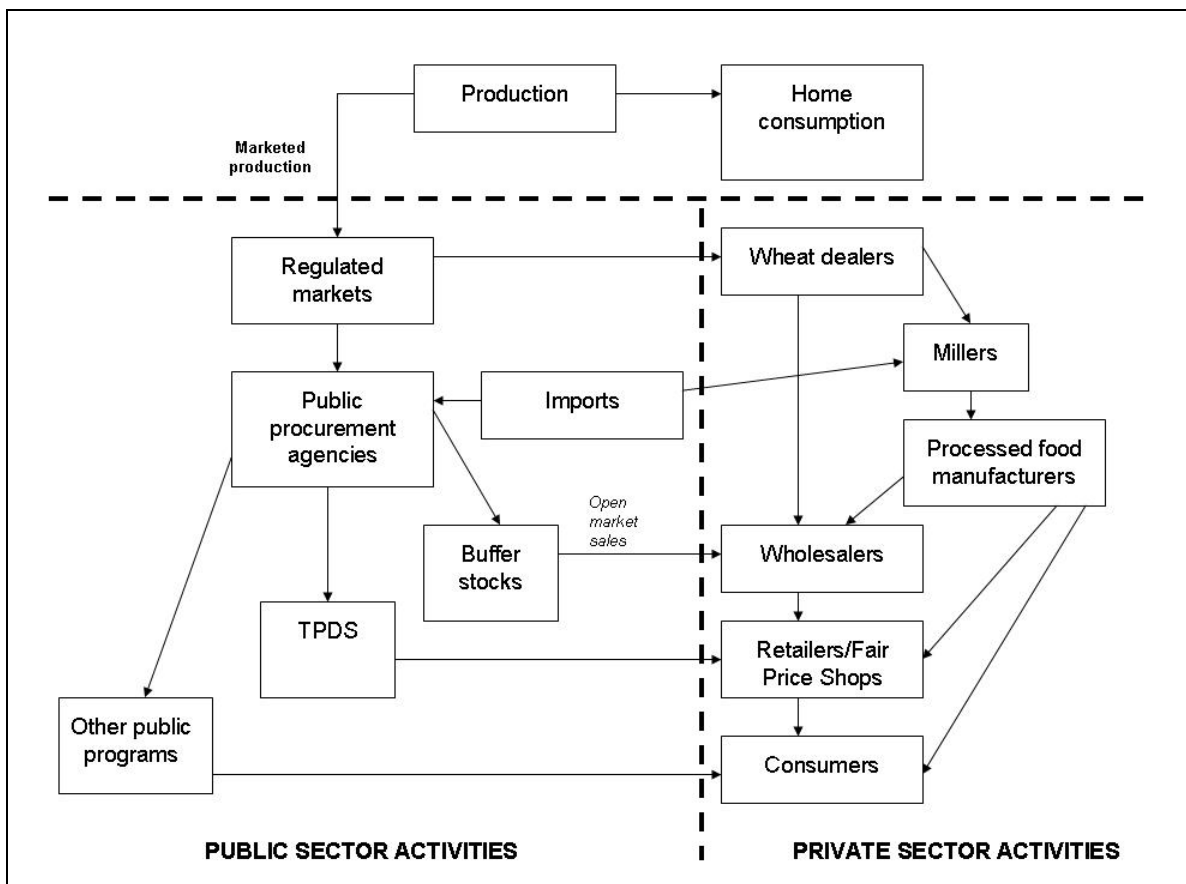 Production
Home
consumption
Marketed
production
Regulated
markets
Wheat dealers
Millers
Public
procurement
agencies
Imports
Processed food
manufacturers
Open
market
sales
Buffer
stocks
Wholesalers
TPDS
Retailers/Fair
Price Shops
Other public
programs
Consumers
PUBLIC SECTOR ACTIVITIES
PRIVATE SECTOR ACTIVITIES